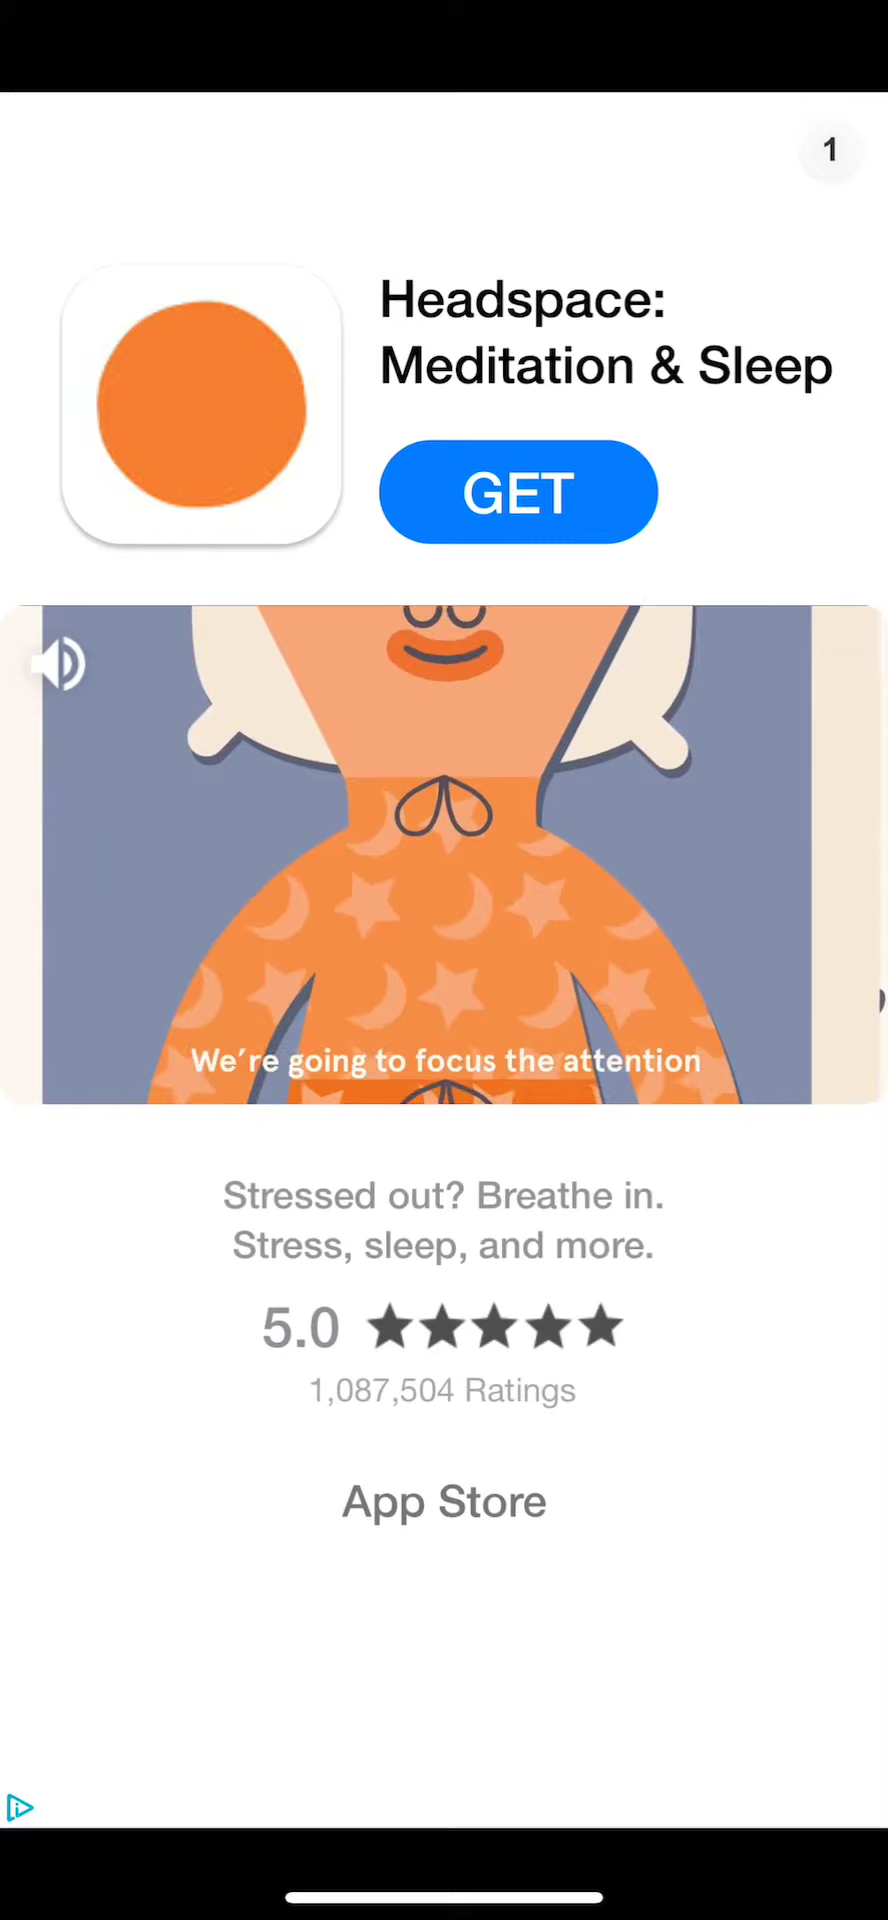 1
Headspace:
Meditation & Sleep
GET
We're going to focus the attention
Stressed out? Breathe in.
Stress, sleep, and more.
5.0 ★★★★★
1,087,504 Ratings
App Store